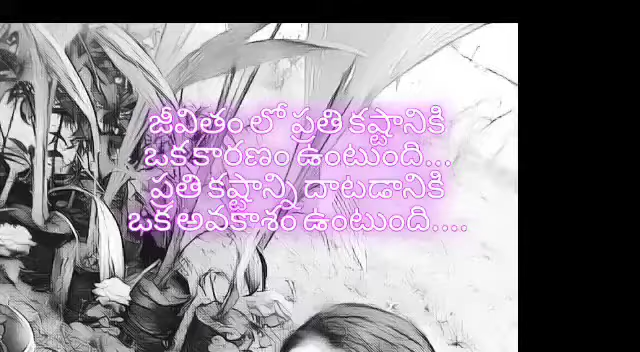 జీవితం లో ప్రతి కష్టానికి
ఒకకారణం ఉంటుంది...
ప్రతి కష్టాన్ని దాటడానికి
ఒక అవకాశం ఉంటుంది....